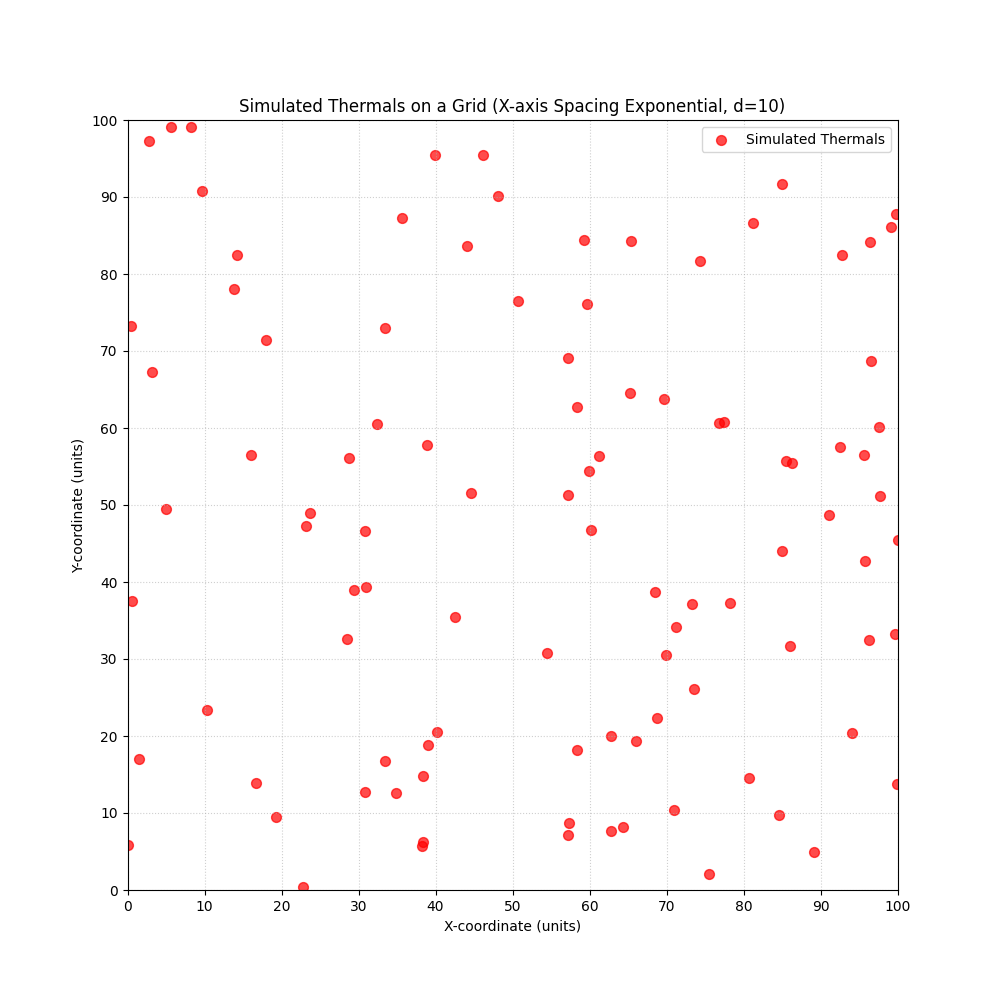 Simulated Thermals on a Grid (X-axis Spacing Exponential, d=10)
Simulated Thermals
100
90
80
70
60
50
40
30
20
10
0
Y-coordinate (units)
0 10 20 30 40 50 60 70 80 90 100
X-coordinate (units)